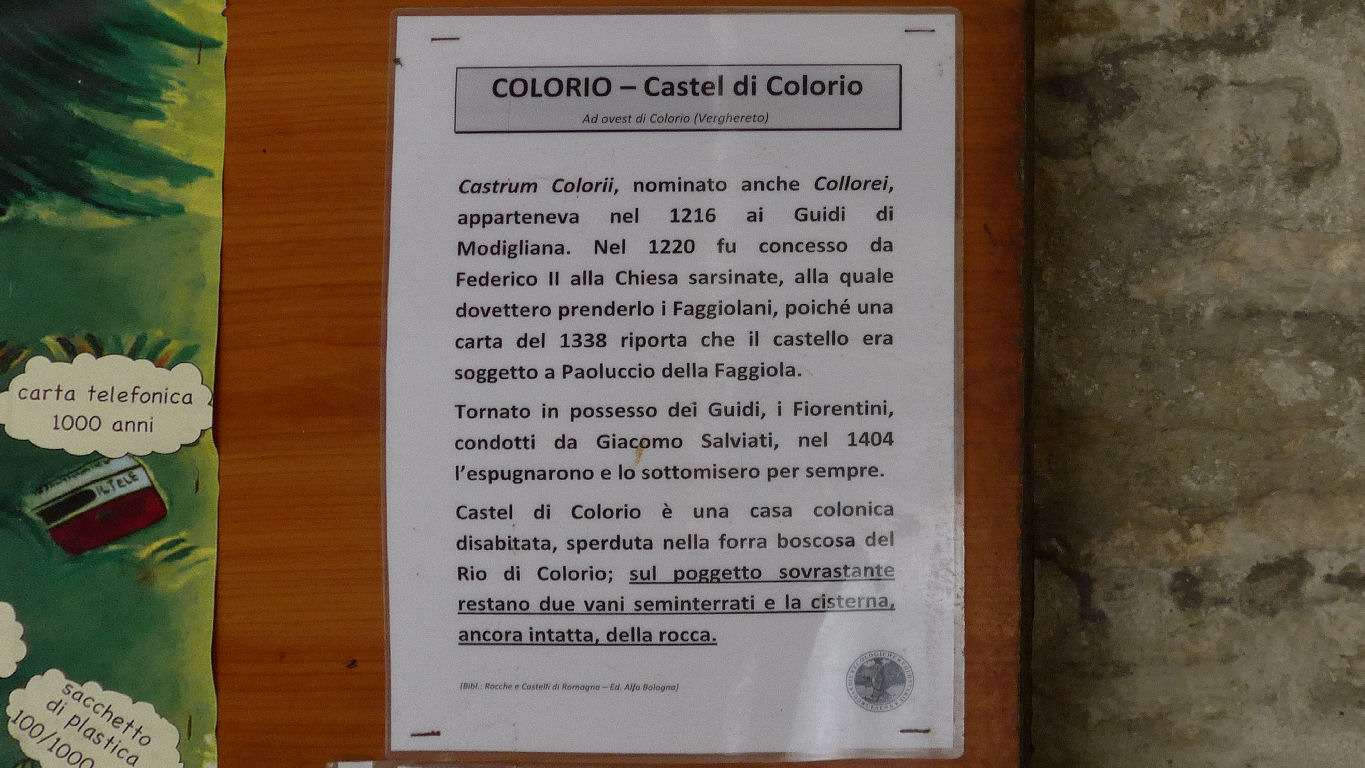 COLORIO – Castel di Colorio
Ad ovest di Colorio (Verghereto)
Castrum Colorii, nominato anche Collorei,
apparteneva nel 1216 ai Guidi di
Modigliana. Nel 1220 fu concesso da
Federico II alla Chiesa sarsinate, alla quale
dovettero prenderlo i Faggiolani, poiché una
carta del 1338 riporta che il castello era
soggetto a Paoluccio della Faggiola.
Tornato in possesso dei Guidi, i Fiorentini,
condotti da Giacomo Salviati, nel 1404
l'espugnarono e lo sottomisero per sempre.
Castel di Colorio è una casa colonica
disabitata, sperduta nella forra boscosa del
Rio di Colorio; sul poggetto sovrastante
restano due vani seminterrati e la cisterna,
ancora intatta, della rocca.
(Bibl.: Rocche e Castelli di Romagna – Ed. Alfa Bologna)
carta telefonica
1000 anni
IL TELE
sacchetto
di plastica
100/1000